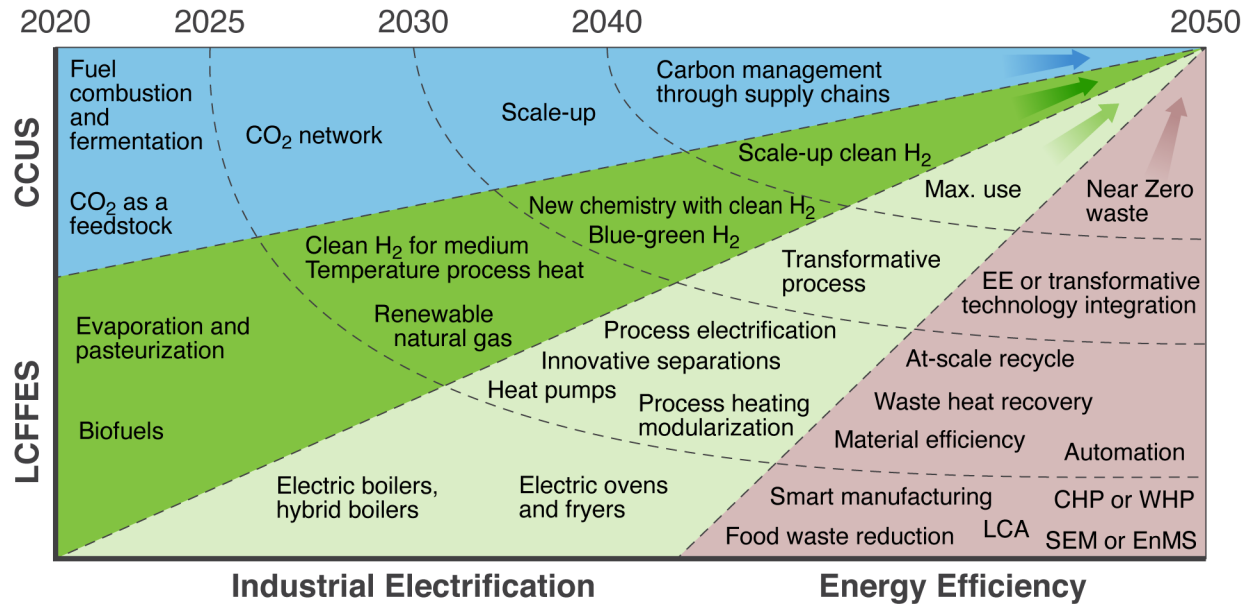 2020 2025 2030 2040 2050
CCUS
Fuel
combustion
and
fermentation
CO2 as a
feedstock
CO2 network
Scale-up
Carbon management
through supply chains
LCFFES
Evaporation and
pasteurization
Biofuels
Clean H2 for medium
Temperature process heat
Renewable
natural gas
New chemistry with clean H2
Blue-green H2
Scale-up clean H2
Electric boilers,
hybrid boilers
Electric ovens
and fryers
Heat pumps
Innovative separations
Process electrification
Process heating
modularization
Transformative
process
Max. use
Near Zero
waste
EE or transformative
technology integration
At-scale recycle
Waste heat recovery
Material efficiency
Automation
Smart manufacturing
CHP or WHP
Food waste reduction
LCA
SEM or EnMS
Industrial Electrification
Energy Efficiency